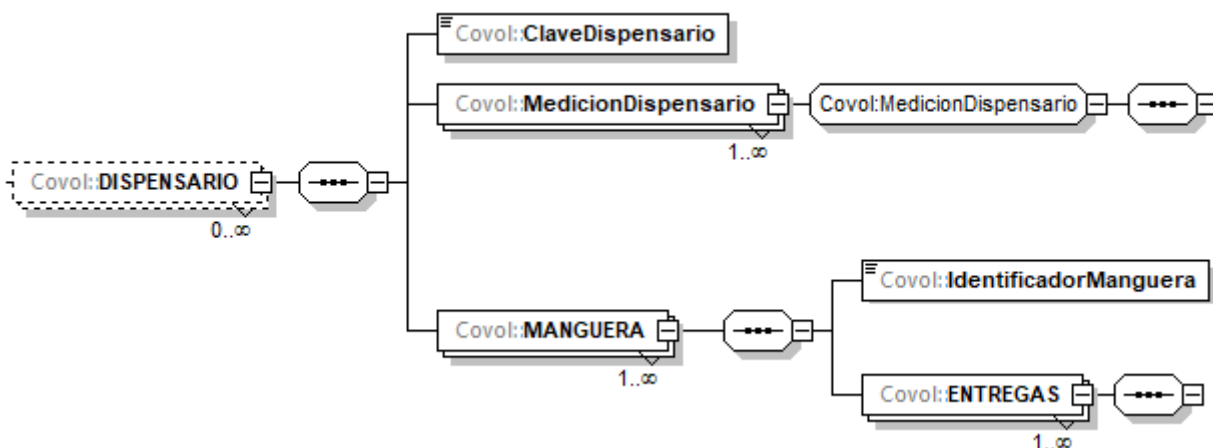 Covol::ClaveDispensario
Covol::MedicionDispensario
Covol:MedicionDispensario
1..∞
Covol::DISPENSARIO
0..∞
Covol::IdentificadorManguera
Covol::MANGUERA
1..∞
Covol::ENTREGAS
1..∞